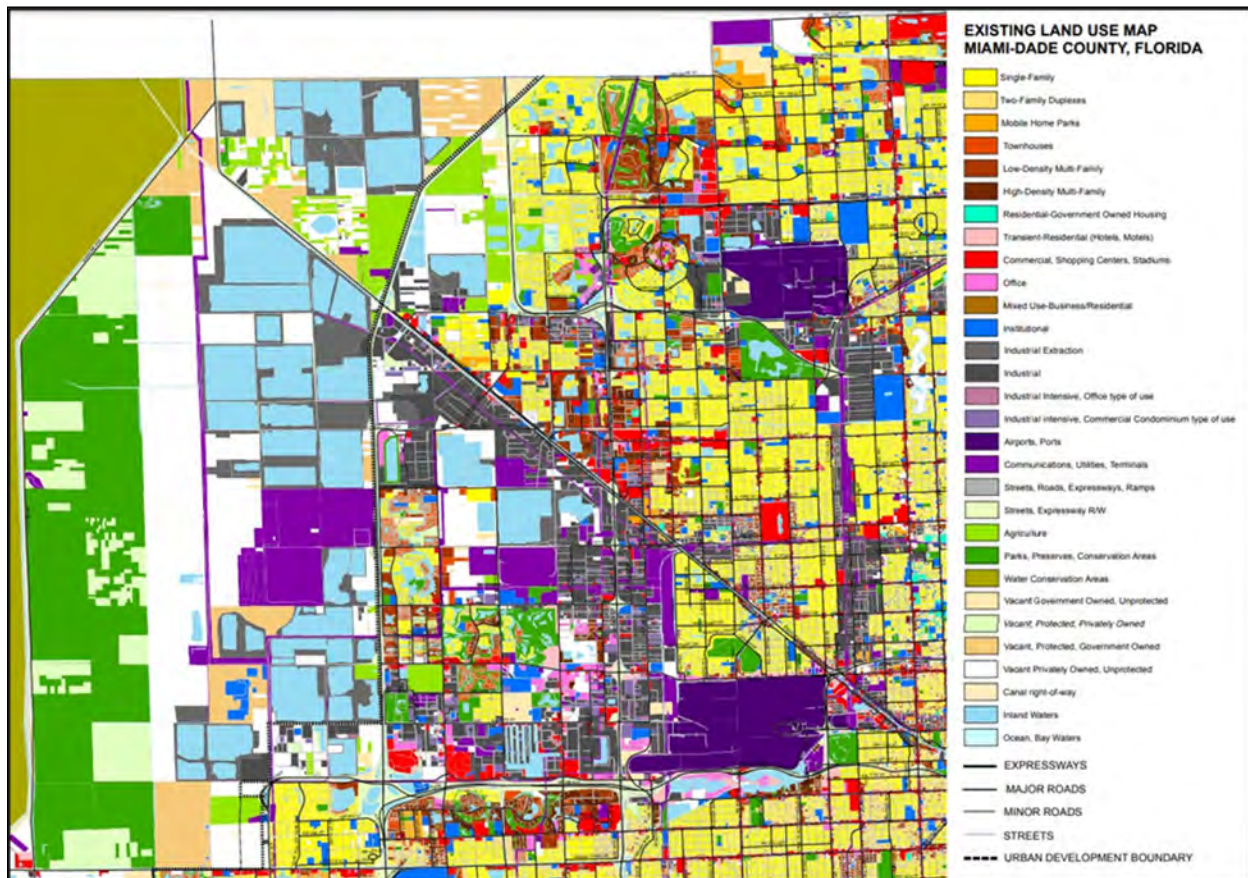 EXISTING LAND USE MAP
MIAMI-DADE COUNTY, FLORIDA
Single-Family
Two-Family Duplexes
Mobile Home Parks
Townhouses
Low-Density Multi-Family
High-Density Multi-Family
Residential-Government Owned Housing
Transient-Residential (Hotels, Motels)
Commercial, Shopping Centers, Stadiums
Office
Mixed Use-Business/Residential
Institutional
Industrial Extraction
Industrial
Industrial Intensive, Office type of use
Industrial intensive, Commercial Condominium type of use
Airports, Ports
Communications, Utilities, Terminals
Streets, Roads, Expressways, Ramps
Streets, Expressway R/W
Agriculture
Parks, Preserves, Conservation Areas
Water Conservation Areas
Vacant Government Owned, Unprotected
Vacant, Protected, Privately Owned
Vacant, Protected, Government Owned
Vacant Privately Owned, Unprotected
Canal right-of-way
Inland Waters
Ocean, Bay Waters
EXPRESSWAYS
MAJOR ROADS
MINOR ROADS
STREETS
URBAN DEVELOPMENT BOUNDARY